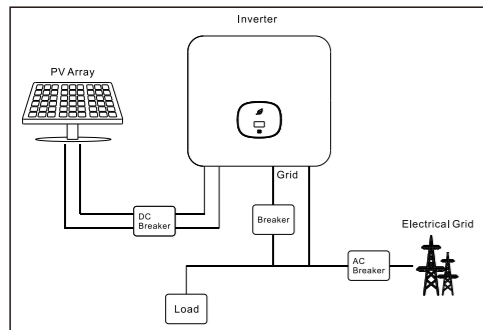 Inverter
PV Array
Grid
DC
Breaker
Breaker
Electrical Grid
AC
Breaker
Load